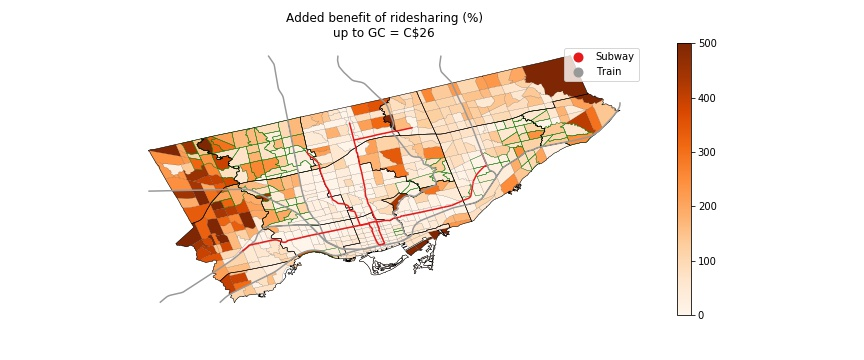 Added benefit of ridesharing (%)
up to GC = C$26
Subway
Train
500
400
300
200
100
0